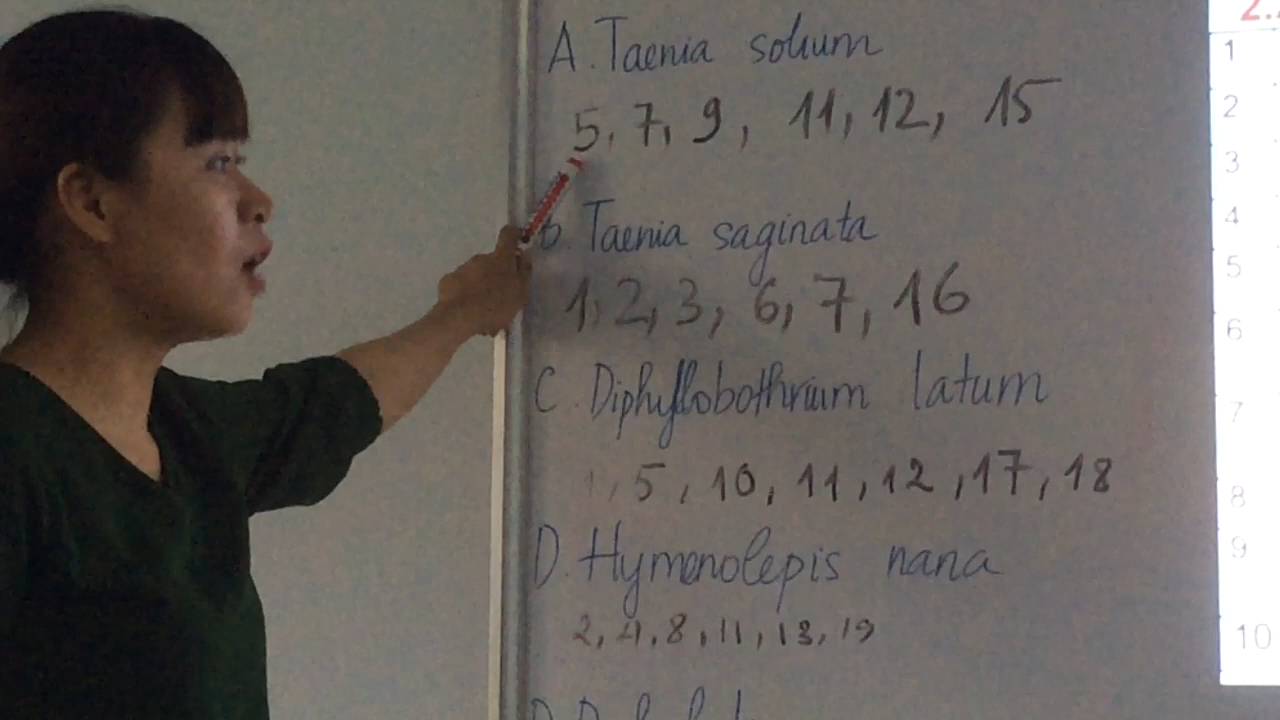 A. Taenia solium
5, 7, 9, 11, 12, 15
B. Taenia saginata
1, 2, 3, 6, 7, 16
C. Diphyllobothrium latum
1, 5, 10, 11, 12, 17, 18
D. Hymenolepis nana
2, 4, 8, 11, 13, 19
2.
1
2
3
4
5
6
7
8
9
10